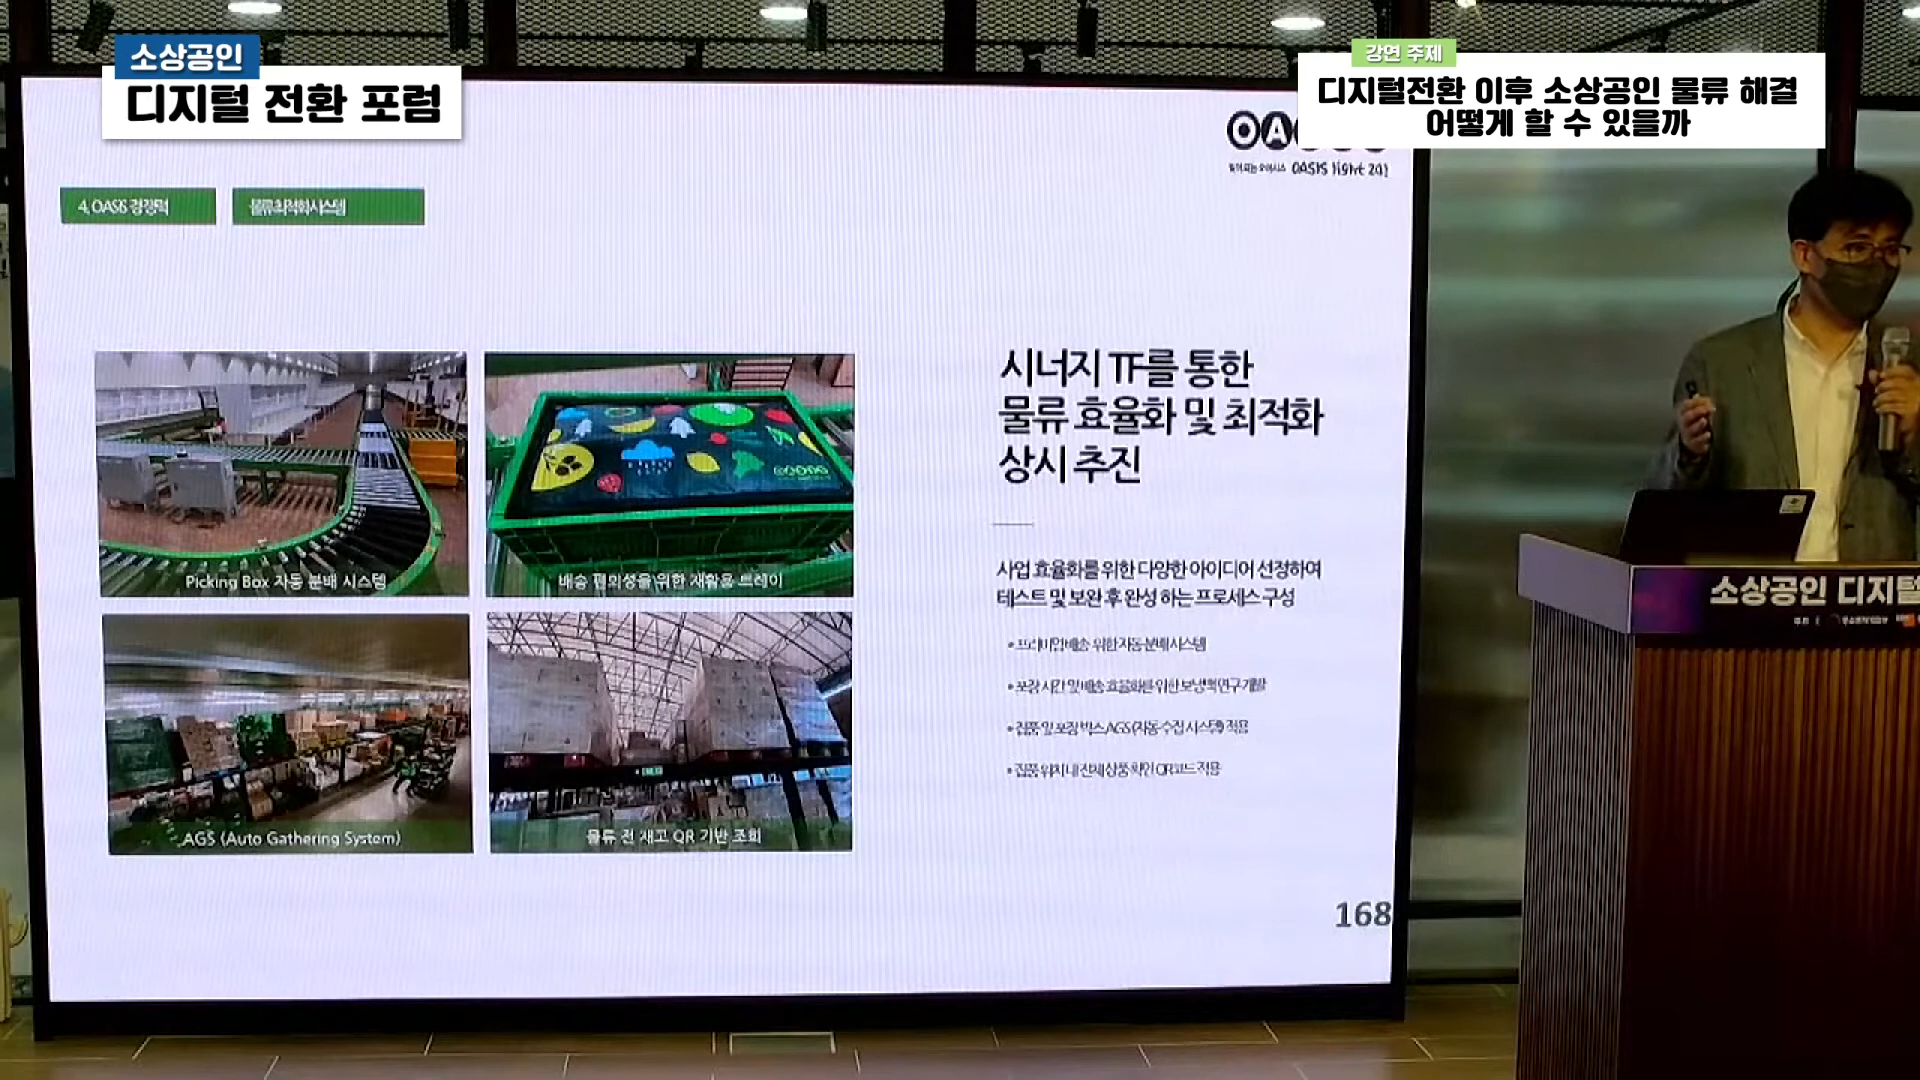 소상공인
디지털 전환 포럼
강연 주제
디지털전환 이후 소상공인 물류 해결
어떻게 할 수 있을까
OA
OASIS
4. OASIS 경쟁력
물류최적화시스템
시너지 TF를 통한
물류 효율화 및 최적화
상시 추진
사업 효율화를 위한 다양한 아이디어 선정하여
테스트 및 보완 후 완성 하는 프로세스 구성
• 프리미엄 배송 위한 자동 분배 시스템
• 포장 시간 및 배송 효율화를 위한 보냉백 연구 개발
• 집품 및 포장 박스 AGS (자동 수집 시스템) 적용
• 집품 위치 내 전체 상품 확인 QR코드 적용
Picking Box 자동 분배 시스템
배송 편의성을 위한 재활용 트레이
AGS (Auto Gathering System)
물류 전 재고 QR 기반 조회
168
소상공인 디지털